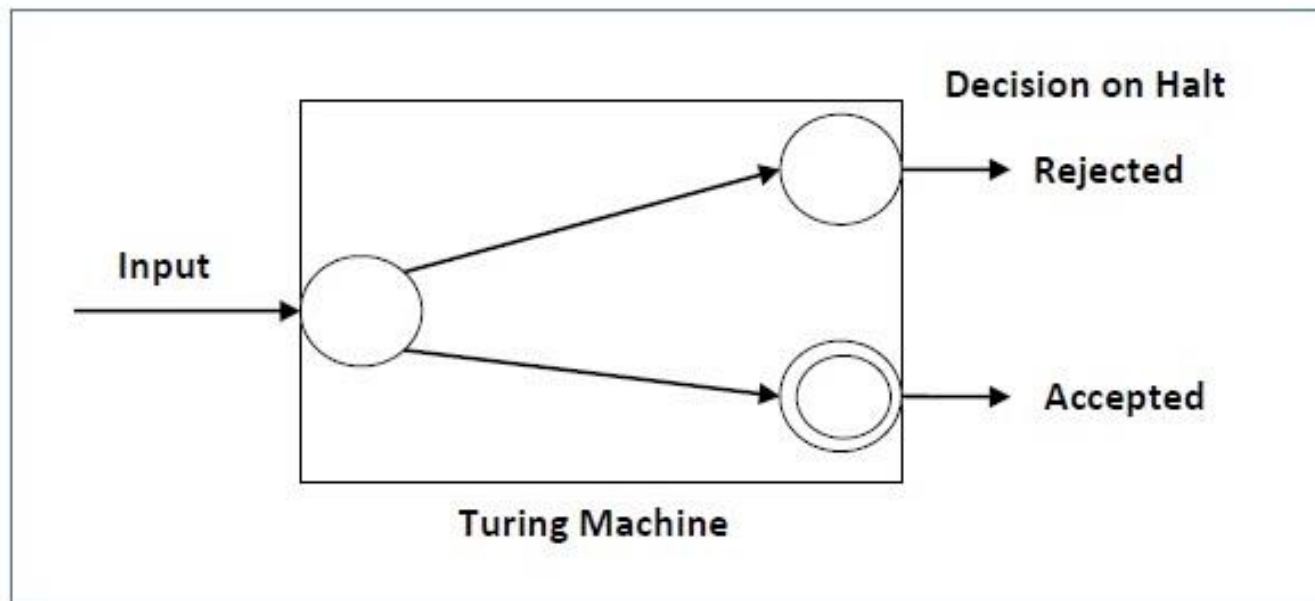 Decision on Halt
Rejected
Input
Accepted
Turing Machine